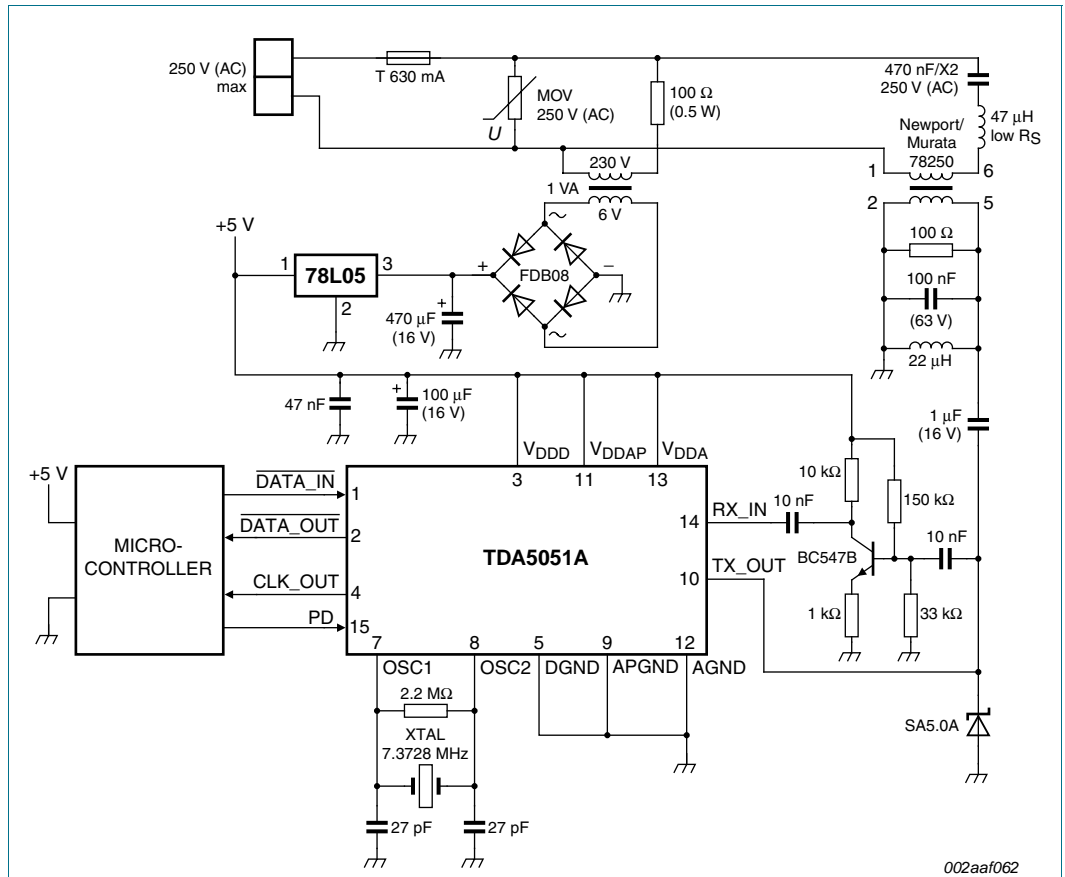 250 V (AC)
max
T 630 mA
MOV
250 V (AC)
U
100 Ω
(0.5 W)
470 nF/X2
250 V (AC)
47 μH
low RS
Newport/
Murata
78250
1
6
2
5
230 V
1 VA
6 V
+5 V
1
78L05
3
2
+
FDB08
−
∼
∼
+
470 μF
(16 V)
100 Ω
100 nF
(63 V)
22 μH
47 nF
+
100 μF
(16 V)
1 μF
(16 V)
VDDD
VDDAP
VDDA
3
11
13
+5 V
MICRO-
CONTROLLER
DATA_IN
1
DATA_OUT
2
CLK_OUT
4
PD
15
TDA5051A
14
RX_IN
10
TX_OUT
10 nF
10 kΩ
150 kΩ
10 nF
BC547B
1 kΩ
33 kΩ
7
8
5
9
12
OSC1
OSC2
DGND
APGND
AGND
2.2 MΩ
XTAL
7.3728 MHz
27 pF
27 pF
SA5.0A
002aaf062